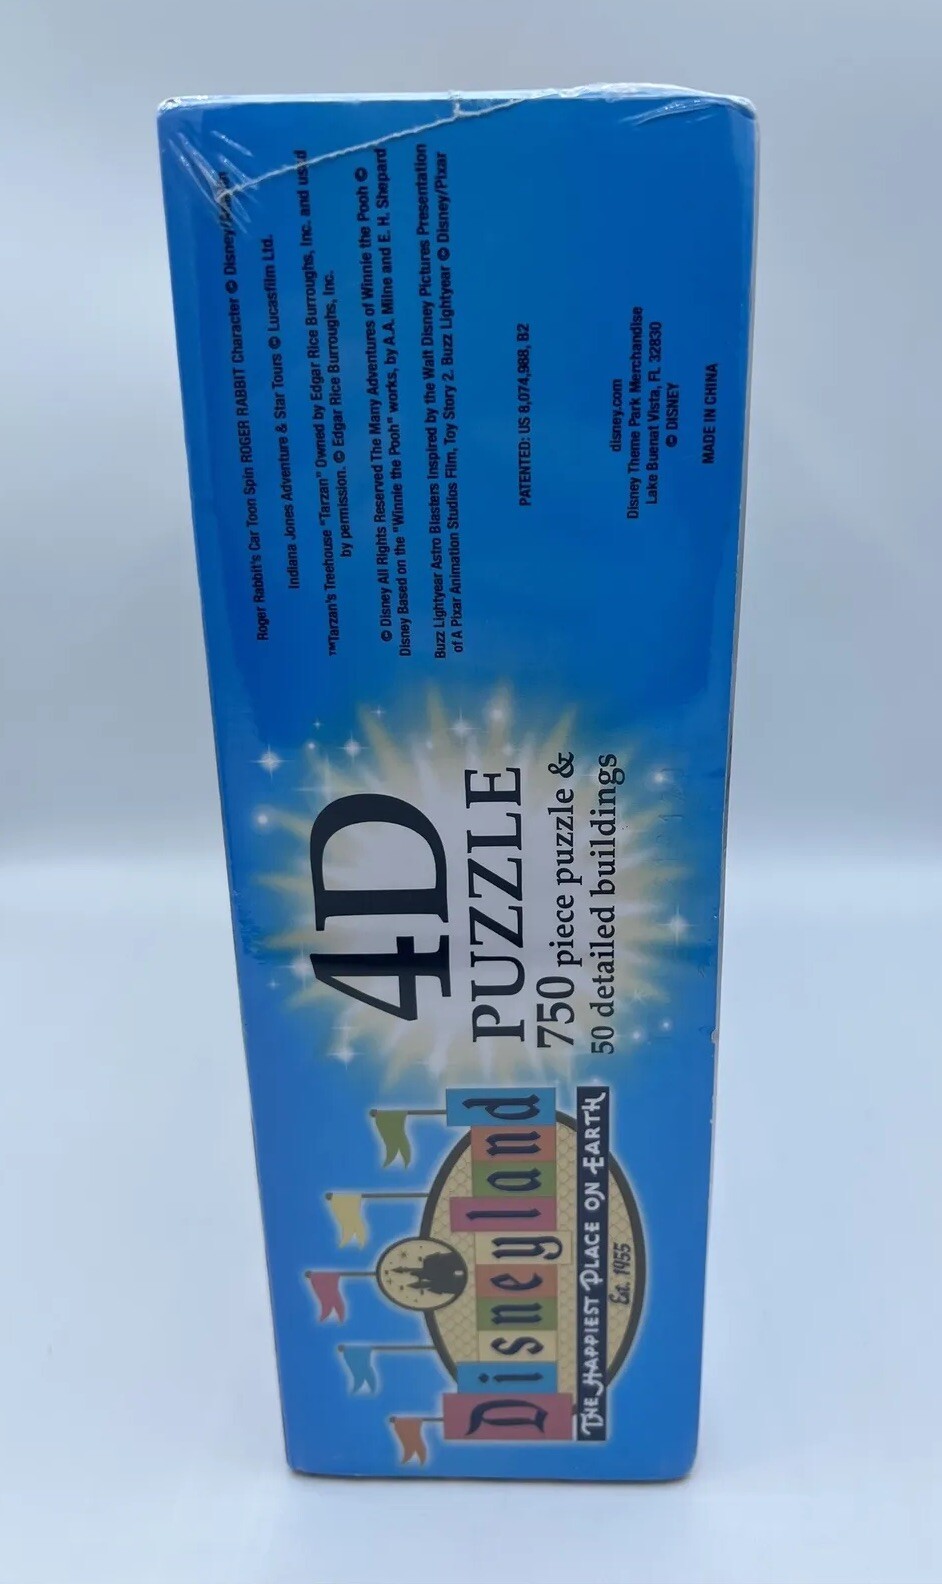 Disneyland
THE HAPPIEST PLACE ON EARTH
Est. 1955
4D
PUZZLE
750 piece puzzle &
50 detailed buildings
Roger Rabbit's Car Toon Spin ROGER RABBIT Character © Disney/
Indiana Jones Adventure & Star Tours © Lucasfilm Ltd.
™Tarzan's Treehouse "Tarzan" Owned by Edgar Rice Burroughs, Inc. and used
by permission. © Edgar Rice Burroughs, Inc.
© Disney All Rights Reserved The Many Adventures of Winnie the Pooh ©
Disney Based on the "Winnie the Pooh" works, by A.A. Milne and E. H. Shepard
Buzz Lightyear Astro Blasters Inspired by the Walt Disney Pictures Presentation
of A Pixar Animation Studios Film, Toy Story 2. Buzz Lightyear © Disney/Pixar
PATENTED: US 8,074,988, B2
disney.com
Disney Theme Park Merchandise
Lake Buenat Vista, FL 32830
© DISNEY
MADE IN CHINA